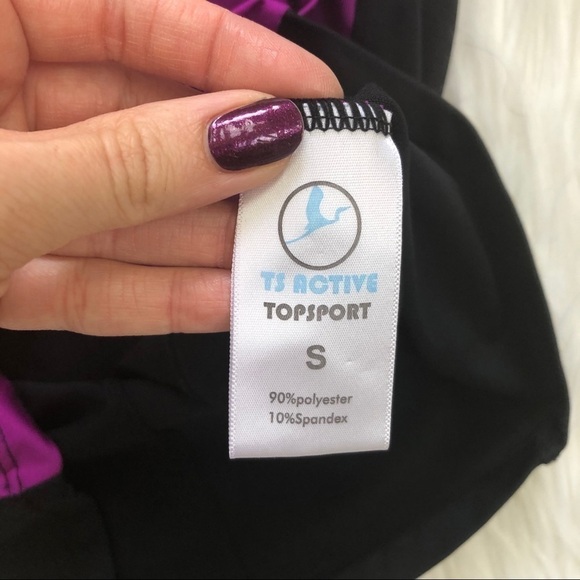 TS ACTIVE
TOPSPORT
S
90%polyester
10%Spandex